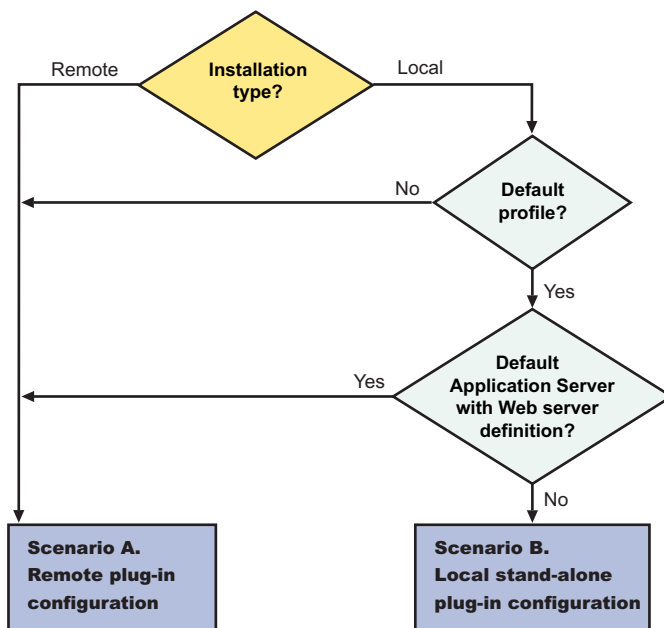 Remote
Installation
type?
Local
No
Default
profile?
Yes
Yes
Default
Application Server
with Web server
definition?
No
Scenario A.
Remote plug-in
configuration
Scenario B.
Local stand-alone
plug-in configuration